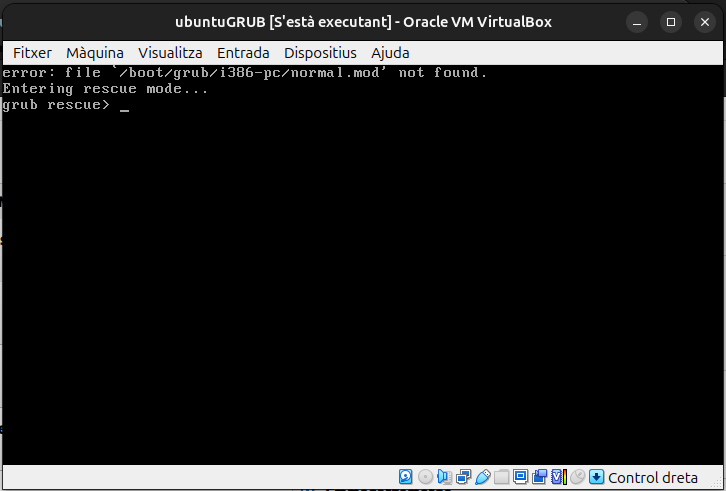 ubuntuGRUB [S'està executant] - Oracle VM VirtualBox
Fitxer Màquina Visualitza Entrada Dispositius Ajuda
error: file `/boot/grub/i386-pc/normal.mod' not found.
Entering rescue mode...
grub rescue> _
Control dreta